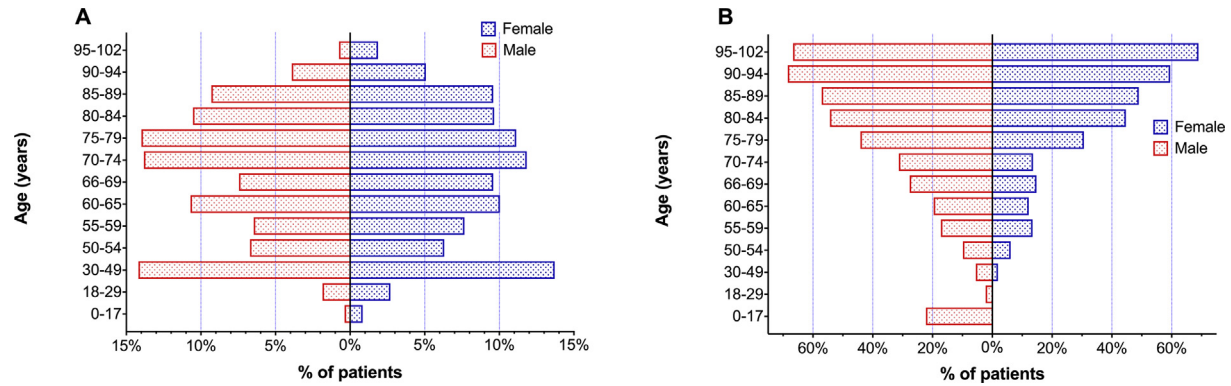 A
Female
Male
Age (years)
95-102
90-94
85-89
80-84
75-79
70-74
66-69
60-65
55-59
50-54
30-49
18-29
0-17
15% 10% 5% 0% 5% 10% 15%
% of patients
B
Female
Male
Age (years)
95-102
90-94
85-89
80-84
75-79
70-74
66-69
60-65
55-59
50-54
30-49
18-29
0-17
60% 40% 20% 0% 20% 40% 60%
% of patients